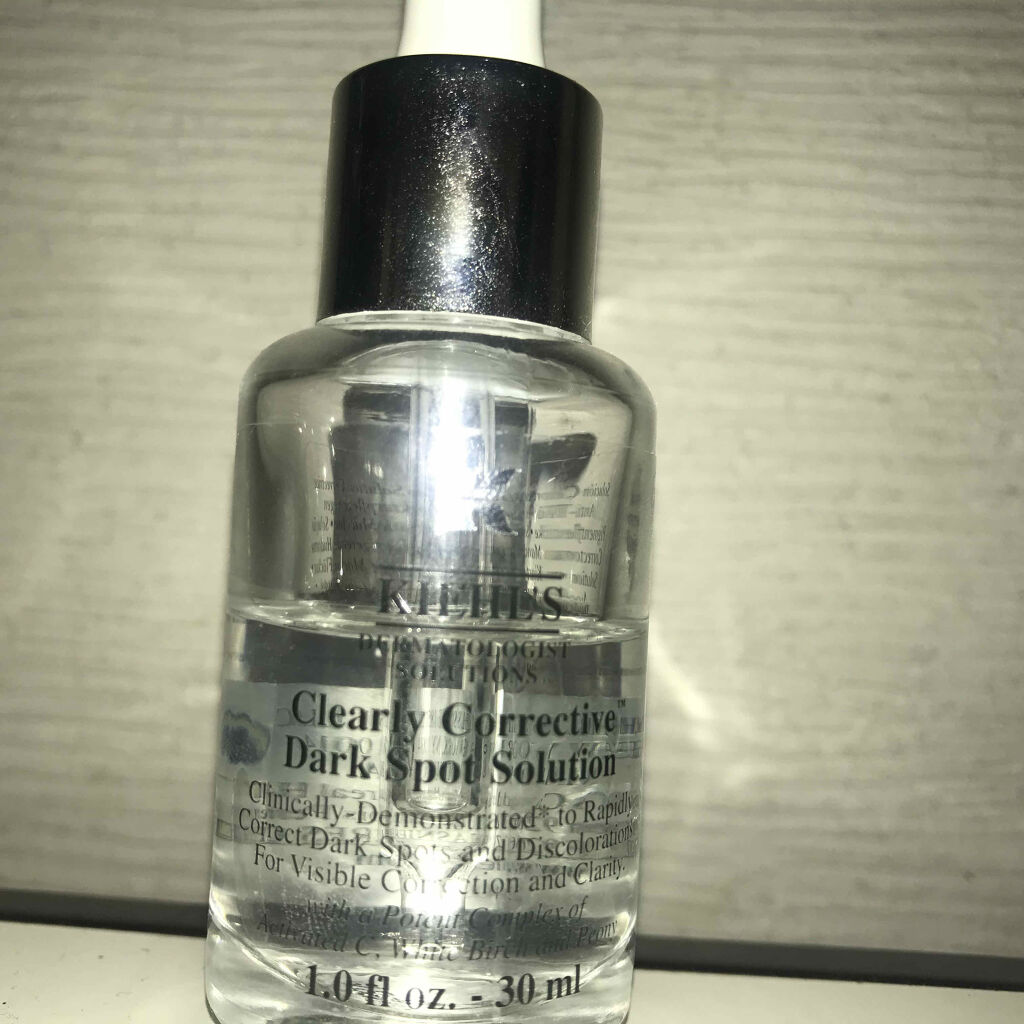 KIEHL'S
DERMATOLOGIST
SOLUTIONS
Clearly Corrective™
Dark Spot Solution
Clinically-Demonstrated* to Rapidly
Correct Dark Spots and Discolorations
For Visible Correction and Clarity.
with a Potent Complex of
Activated C, White Birch and Peony
1.0 fl oz. - 30 ml